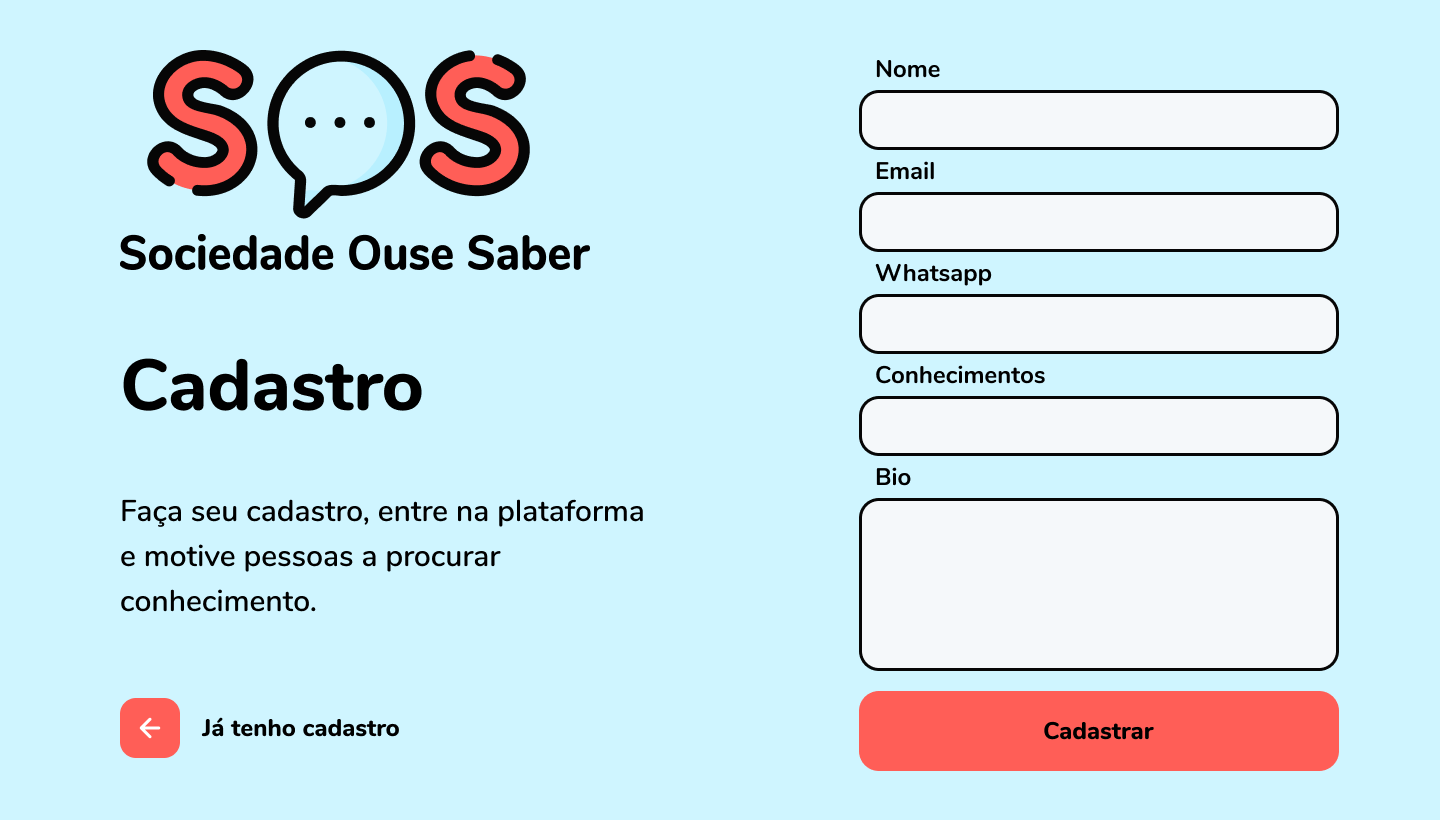 SOS
Sociedade Ouse Saber
Cadastro
Faça seu cadastro, entre na plataforma
e motive pessoas a procurar
conhecimento.
Já tenho cadastro
Nome
Email
Whatsapp
Conhecimentos
Bio
Cadastrar